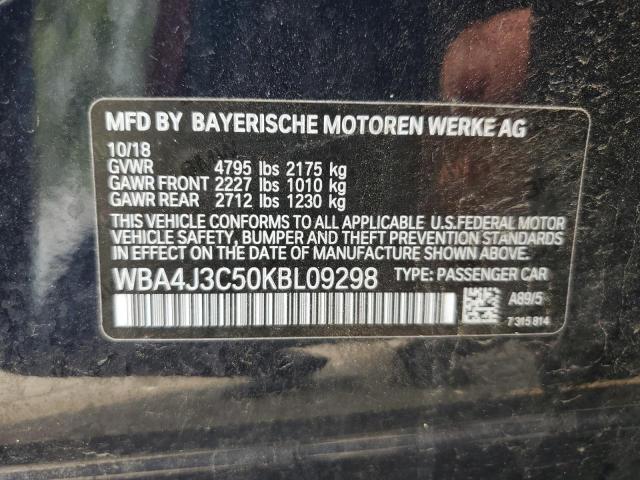 MFD BY BAYERISCHE MOTOREN WERKE AG
10/18
GVWR 4795 lbs 2175 kg
GAWR FRONT 2227 lbs 1010 kg
GAWR REAR 2712 lbs 1230 kg
THIS VEHICLE CONFORMS TO ALL APPLICABLE U.S.FEDERAL MOTOR
VEHICLE SAFETY, BUMPER AND THEFT PREVENTION STANDARDS
IN EFFECT ON THE DATE OF MANUFACTURE SHOWN ABOVE.
WBA4J3C50KBL09298 TYPE: PASSENGER CAR
A89/5
7 315 814